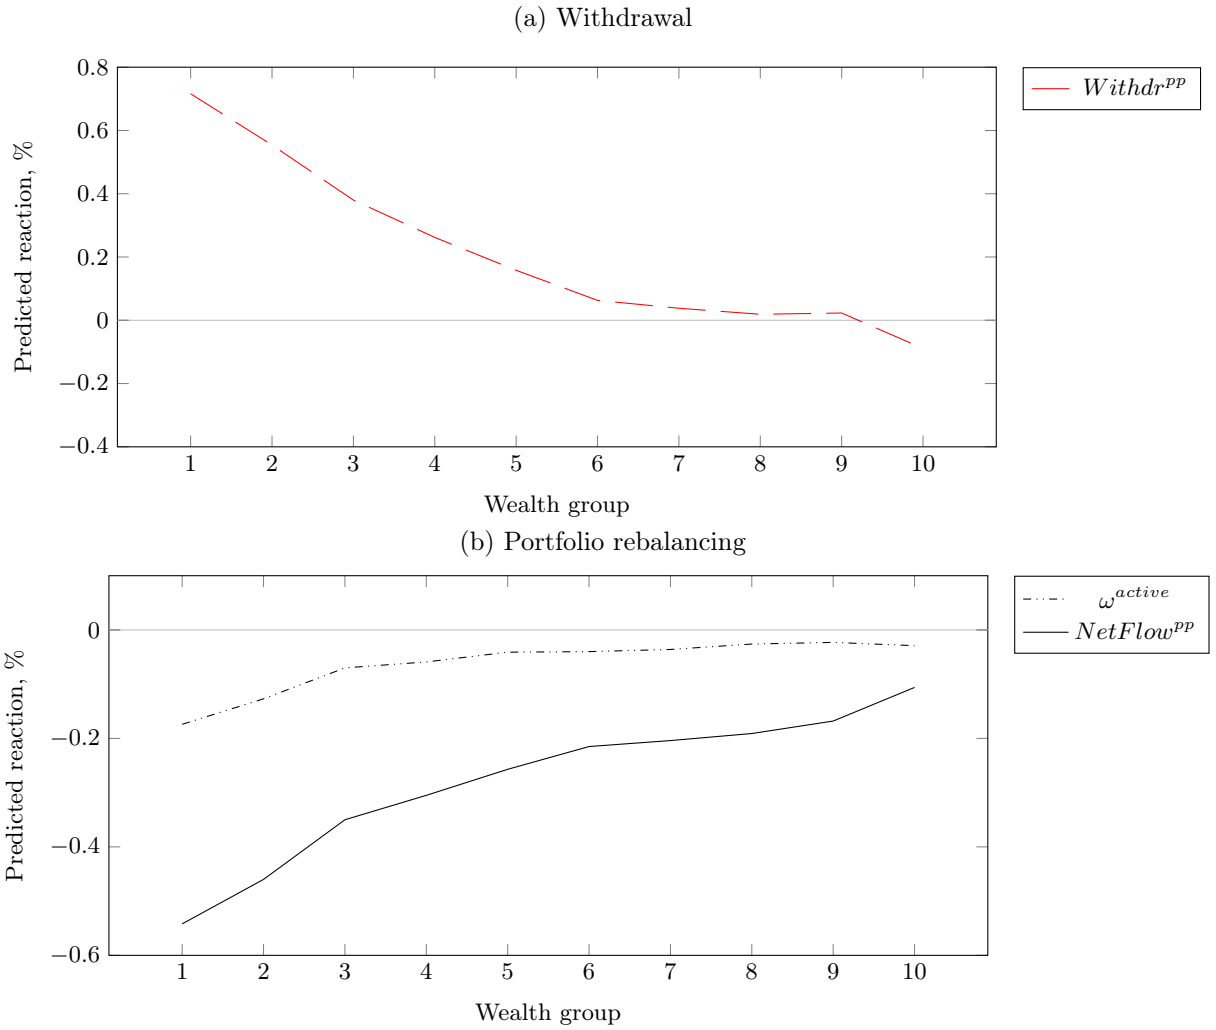 (a) Withdrawal
Predicted reaction, %
0.8
0.6
0.4
0.2
0
−0.2
−0.4
1 2 3 4 5 6 7 8 9 10
Wealth group
Withdr^pp
(b) Portfolio rebalancing
Predicted reaction, %
0
−0.2
−0.4
−0.6
1 2 3 4 5 6 7 8 9 10
Wealth group
ω^active
NetFlow^pp